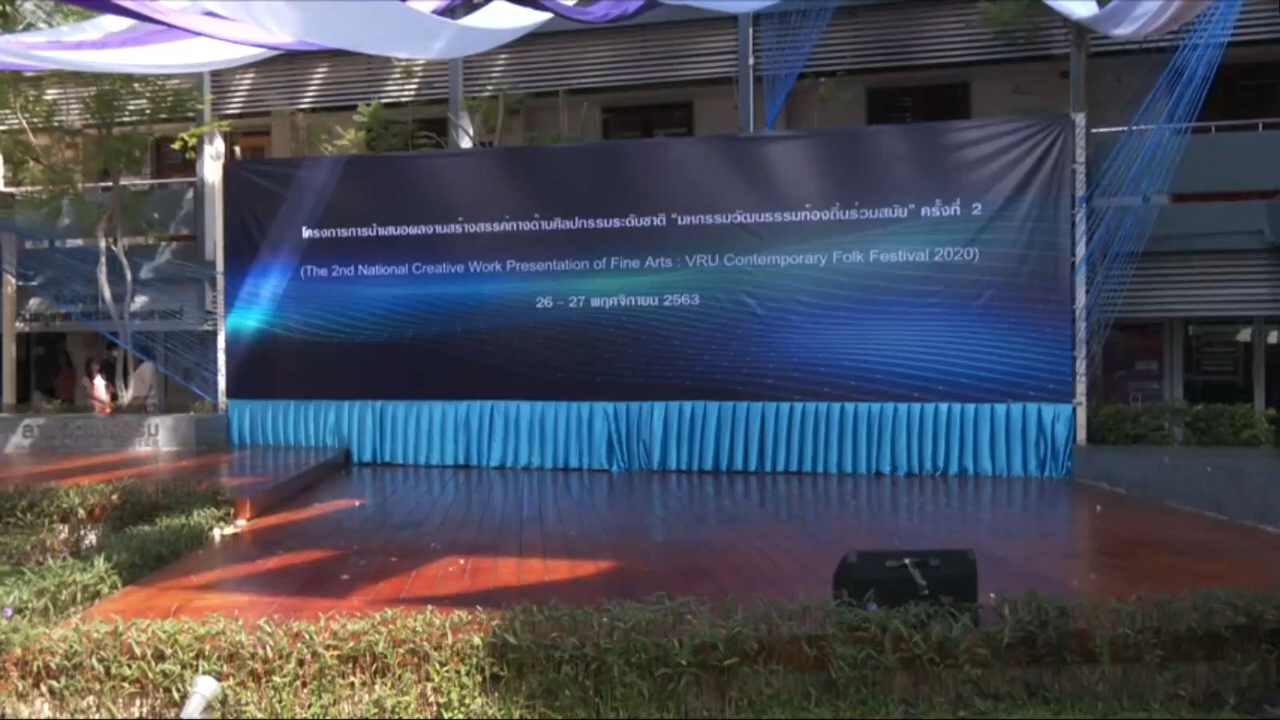 โครงการการนำเสนอผลงานสร้างสรรค์ทางด้านศิลปกรรมระดับชาติ "มหกรรมวัฒนธรรมท้องถิ่นร่วมสมัย" ครั้งที่ 2
(The 2nd National Creative Work Presentation of Fine Arts : VRU Contemporary Folk Festival 2020)
26 – 27 พฤศจิกายน 2563